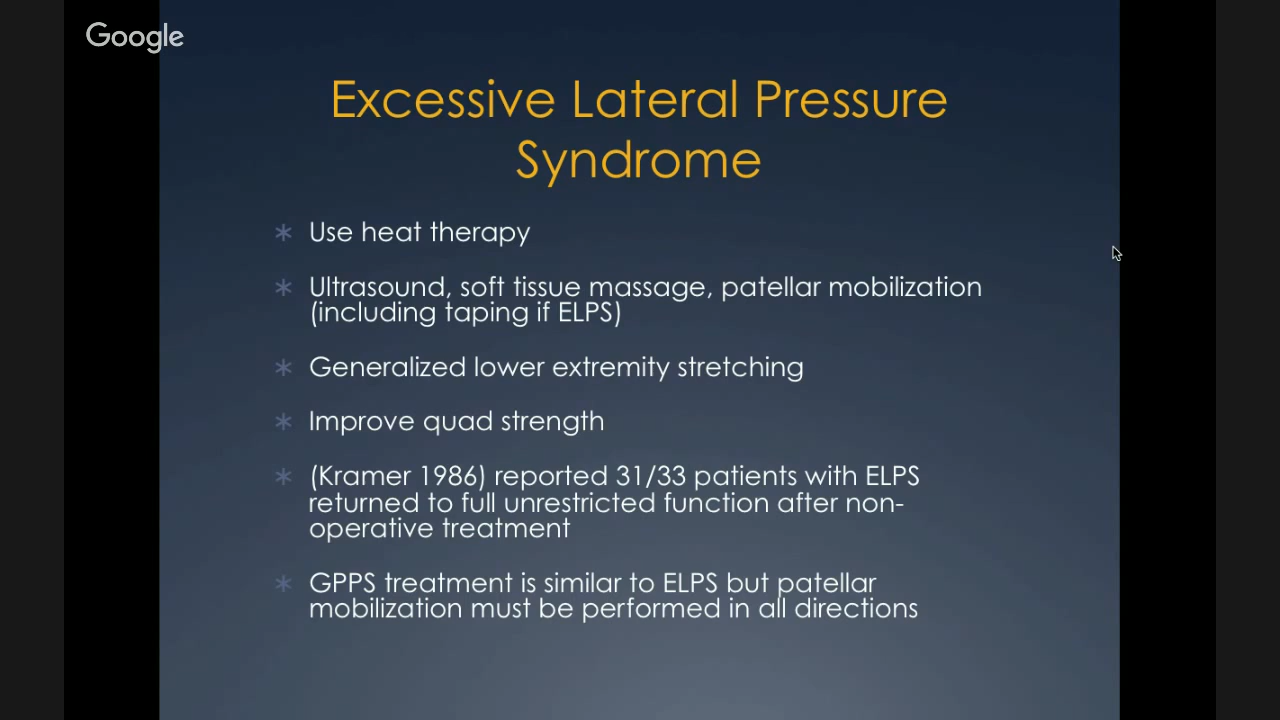 Google
Excessive Lateral Pressure
Syndrome
Use heat therapy
Ultrasound, soft tissue massage, patellar mobilization
(including taping if ELPS)
Generalized lower extremity stretching
Improve quad strength
(Kramer 1986) reported 31/33 patients with ELPS
returned to full unrestricted function after non-
operative treatment
GPPS treatment is similar to ELPS but patellar
mobilization must be performed in all directions